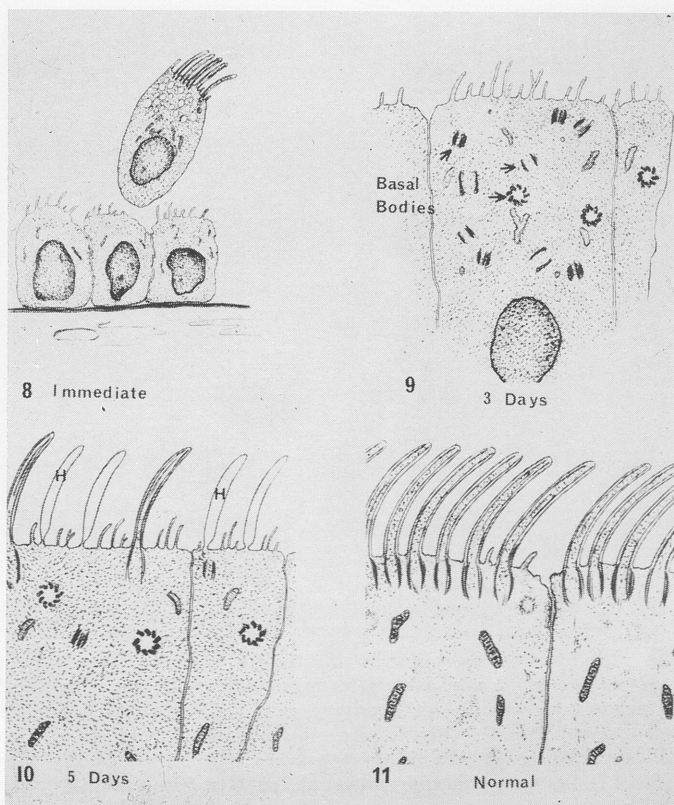 8 Immediate
Basal
Bodies
9
3 Days
H
H
10 5 Days
11
Normal